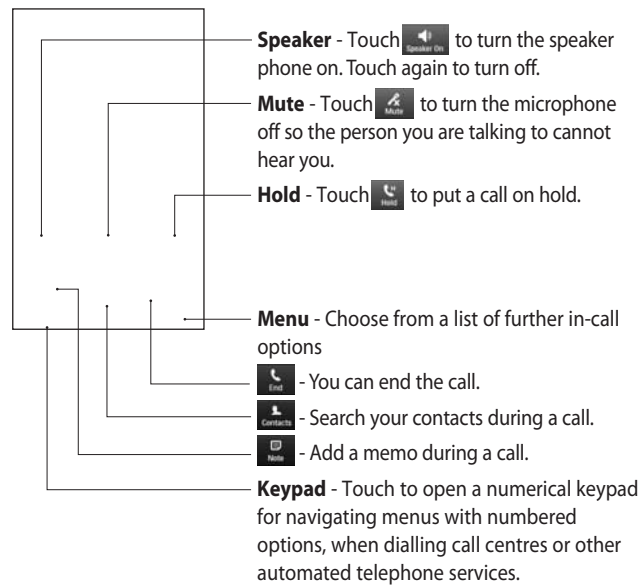 Speaker - Touch Speaker On to turn the speaker
phone on. Touch again to turn off.
Mute - Touch Mute to turn the microphone
off so the person you are talking to cannot
hear you.
Hold - Touch Hold to put a call on hold.
Menu - Choose from a list of further in-call
options
End - You can end the call.
Contacts - Search your contacts during a call.
Note - Add a memo during a call.
Keypad - Touch to open a numerical keypad
for navigating menus with numbered
options, when dialling call centres or other
automated telephone services.